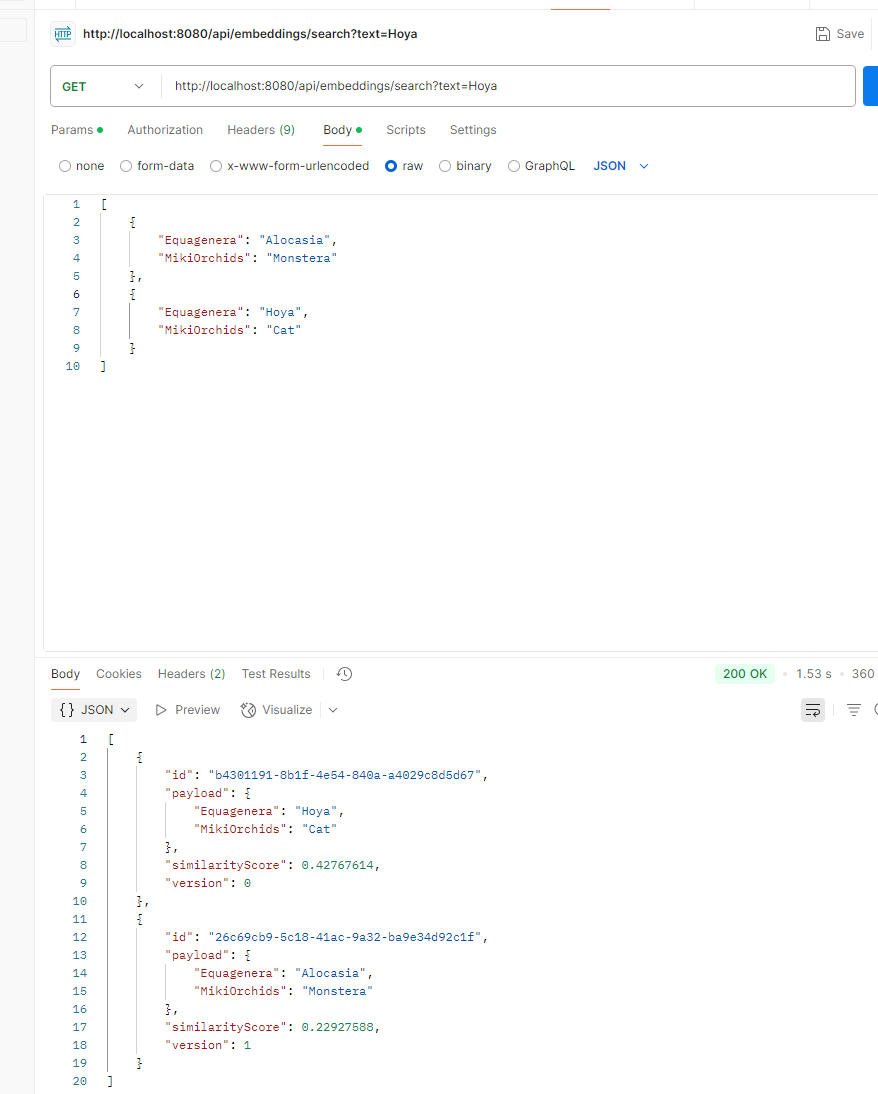 HTTP http://localhost:8080/api/embeddings/search?text=Hoya Save
GET http://localhost:8080/api/embeddings/search?text=Hoya
Params Authorization Headers (9) Body Scripts Settings
none form-data x-www-form-urlencoded raw binary GraphQL JSON
1 [
2 {
3 "Equagenera": "Alocasia",
4 "MikiOrchids": "Monstera"
5 },
6 {
7 "Equagenera": "Hoya",
8 "MikiOrchids": "Cat"
9 }
10 ]
Body Cookies Headers (2) Test Results 200 OK • 1.53 s • 360
{} JSON Preview Visualize
1 [
2 {
3 "id": "b4301191-8b1f-4e54-840a-a4029c8d5d67",
4 "payload": {
5 "Equagenera": "Hoya",
6 "MikiOrchids": "Cat"
7 },
8 "similarityScore": 0.42767614,
9 "version": 0
10 },
11 {
12 "id": "26c69cb9-5c18-41ac-9a32-ba9e34d92c1f",
13 "payload": {
14 "Equagenera": "Alocasia",
15 "MikiOrchids": "Monstera"
16 },
17 "similarityScore": 0.22927588,
18 "version": 1
19 }
20 ]